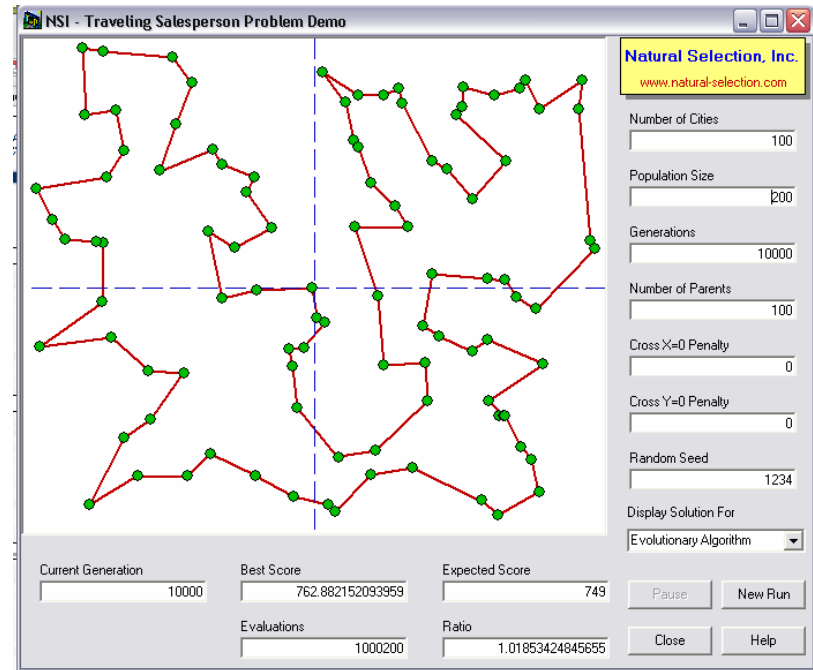 NSI - Traveling Salesperson Problem Demo
Natural Selection, Inc.
www.natural-selection.com
Number of Cities
100
Population Size
200
Generations
10000
Number of Parents
100
Cross X=0 Penalty
0
Cross Y=0 Penalty
0
Random Seed
1234
Display Solution For
Evolutionary Algorithm
Current Generation
10000
Best Score
762.882152093959
Expected Score
749
Evaluations
1000200
Ratio
1.01853424845655
Pause
New Run
Close
Help